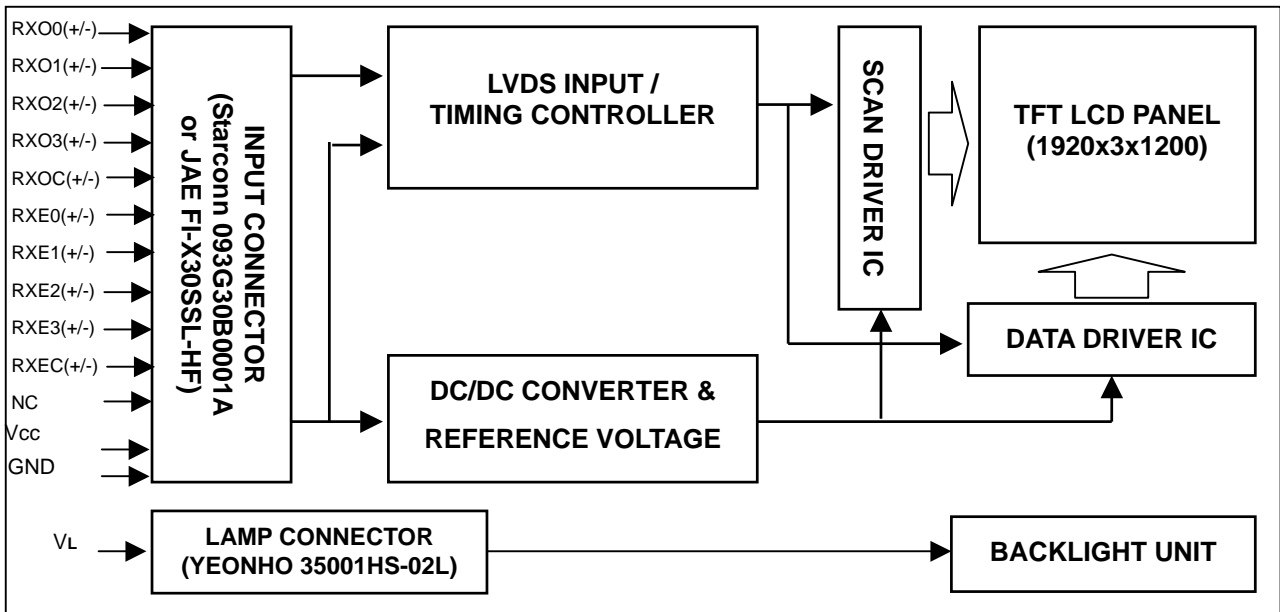 RXO0(+/-)
RXO1(+/-)
RXO2(+/-)
RXO3(+/-)
RXOC(+/-)
RXE0(+/-)
RXE1(+/-)
RXE2(+/-)
RXE3(+/-)
RXEC(+/-)
NC
Vcc
GND
VL
INPUT CONNECTOR
(Starconn 093G30B0001A
or JAE FI-X30SSL-HF)
LVDS INPUT /
TIMING CONTROLLER
SCAN DRIVER IC
TFT LCD PANEL
(1920x3x1200)
DATA DRIVER IC
DC/DC CONVERTER &
REFERENCE VOLTAGE
LAMP CONNECTOR
(YEONHO 35001HS-02L)
BACKLIGHT UNIT